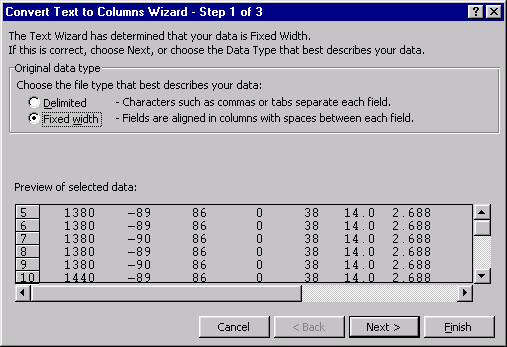 Convert Text to Columns Wizard - Step 1 of 3
The Text Wizard has determined that your data is Fixed Width.
If this is correct, choose Next, or choose the Data Type that best describes your data.
Original data type
Choose the file type that best describes your data:
Delimited - Characters such as commas or tabs separate each field.
Fixed width - Fields are aligned in columns with spaces between each field.
Preview of selected data:
5 1380 -89 86 0 38 14.0 2.688
6 1380 -89 86 0 38 14.0 2.688
7 1380 -90 86 0 38 14.0 2.688
8 1380 -89 86 0 38 14.0 2.688
9 1380 -89 86 0 38 14.0 2.688
10 1440 -89 86 0 38 14.0 2.688
Cancel < Back Next > Finish